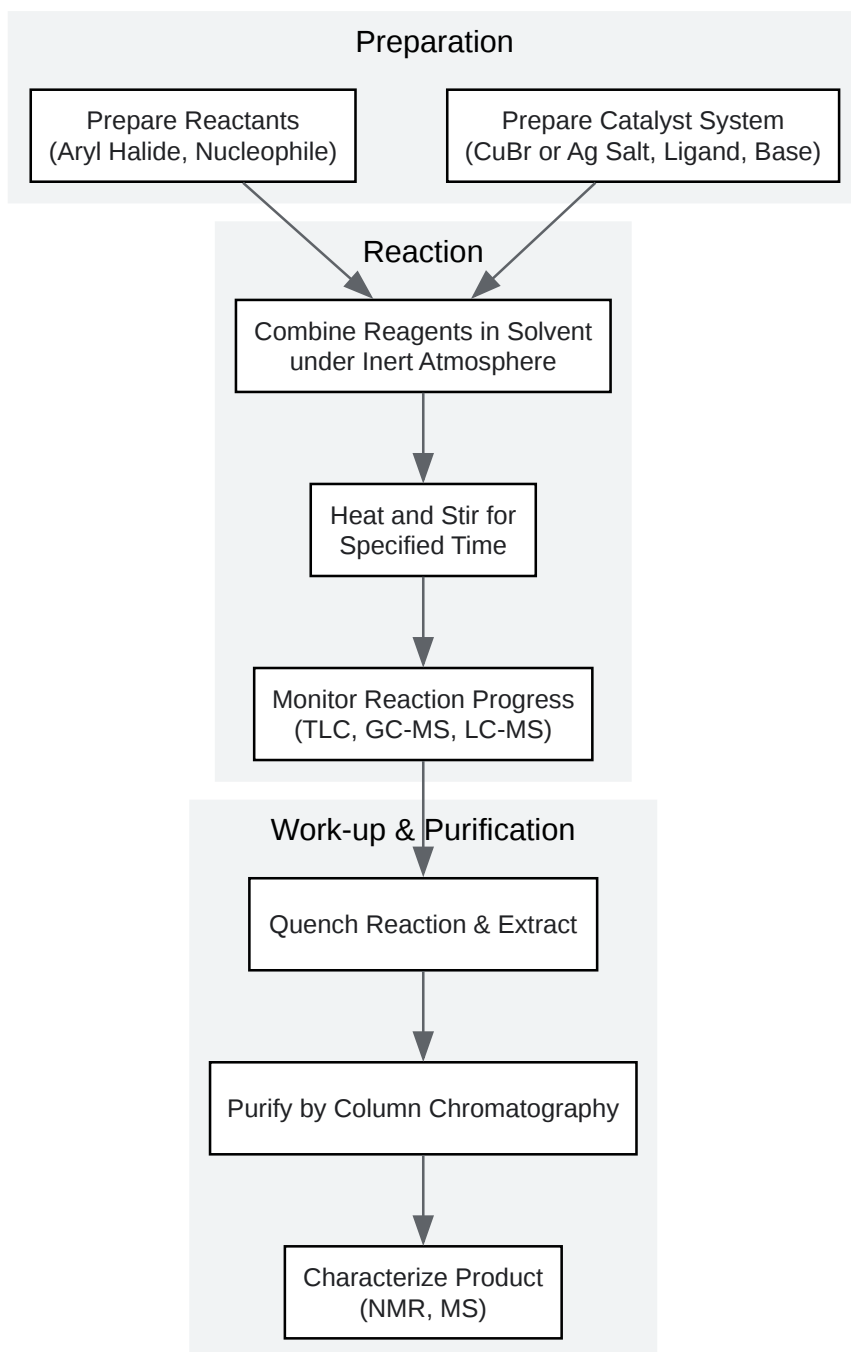 Preparation
Prepare Reactants
(Aryl Halide, Nucleophile)
Prepare Catalyst System
(CuBr or Ag Salt, Ligand, Base)
Reaction
Combine Reagents in Solvent
under Inert Atmosphere
Heat and Stir for
Specified Time
Monitor Reaction Progress
(TLC, GC-MS, LC-MS)
Work-up & Purification
Quench Reaction & Extract
Purify by Column Chromatography
Characterize Product
(NMR, MS)